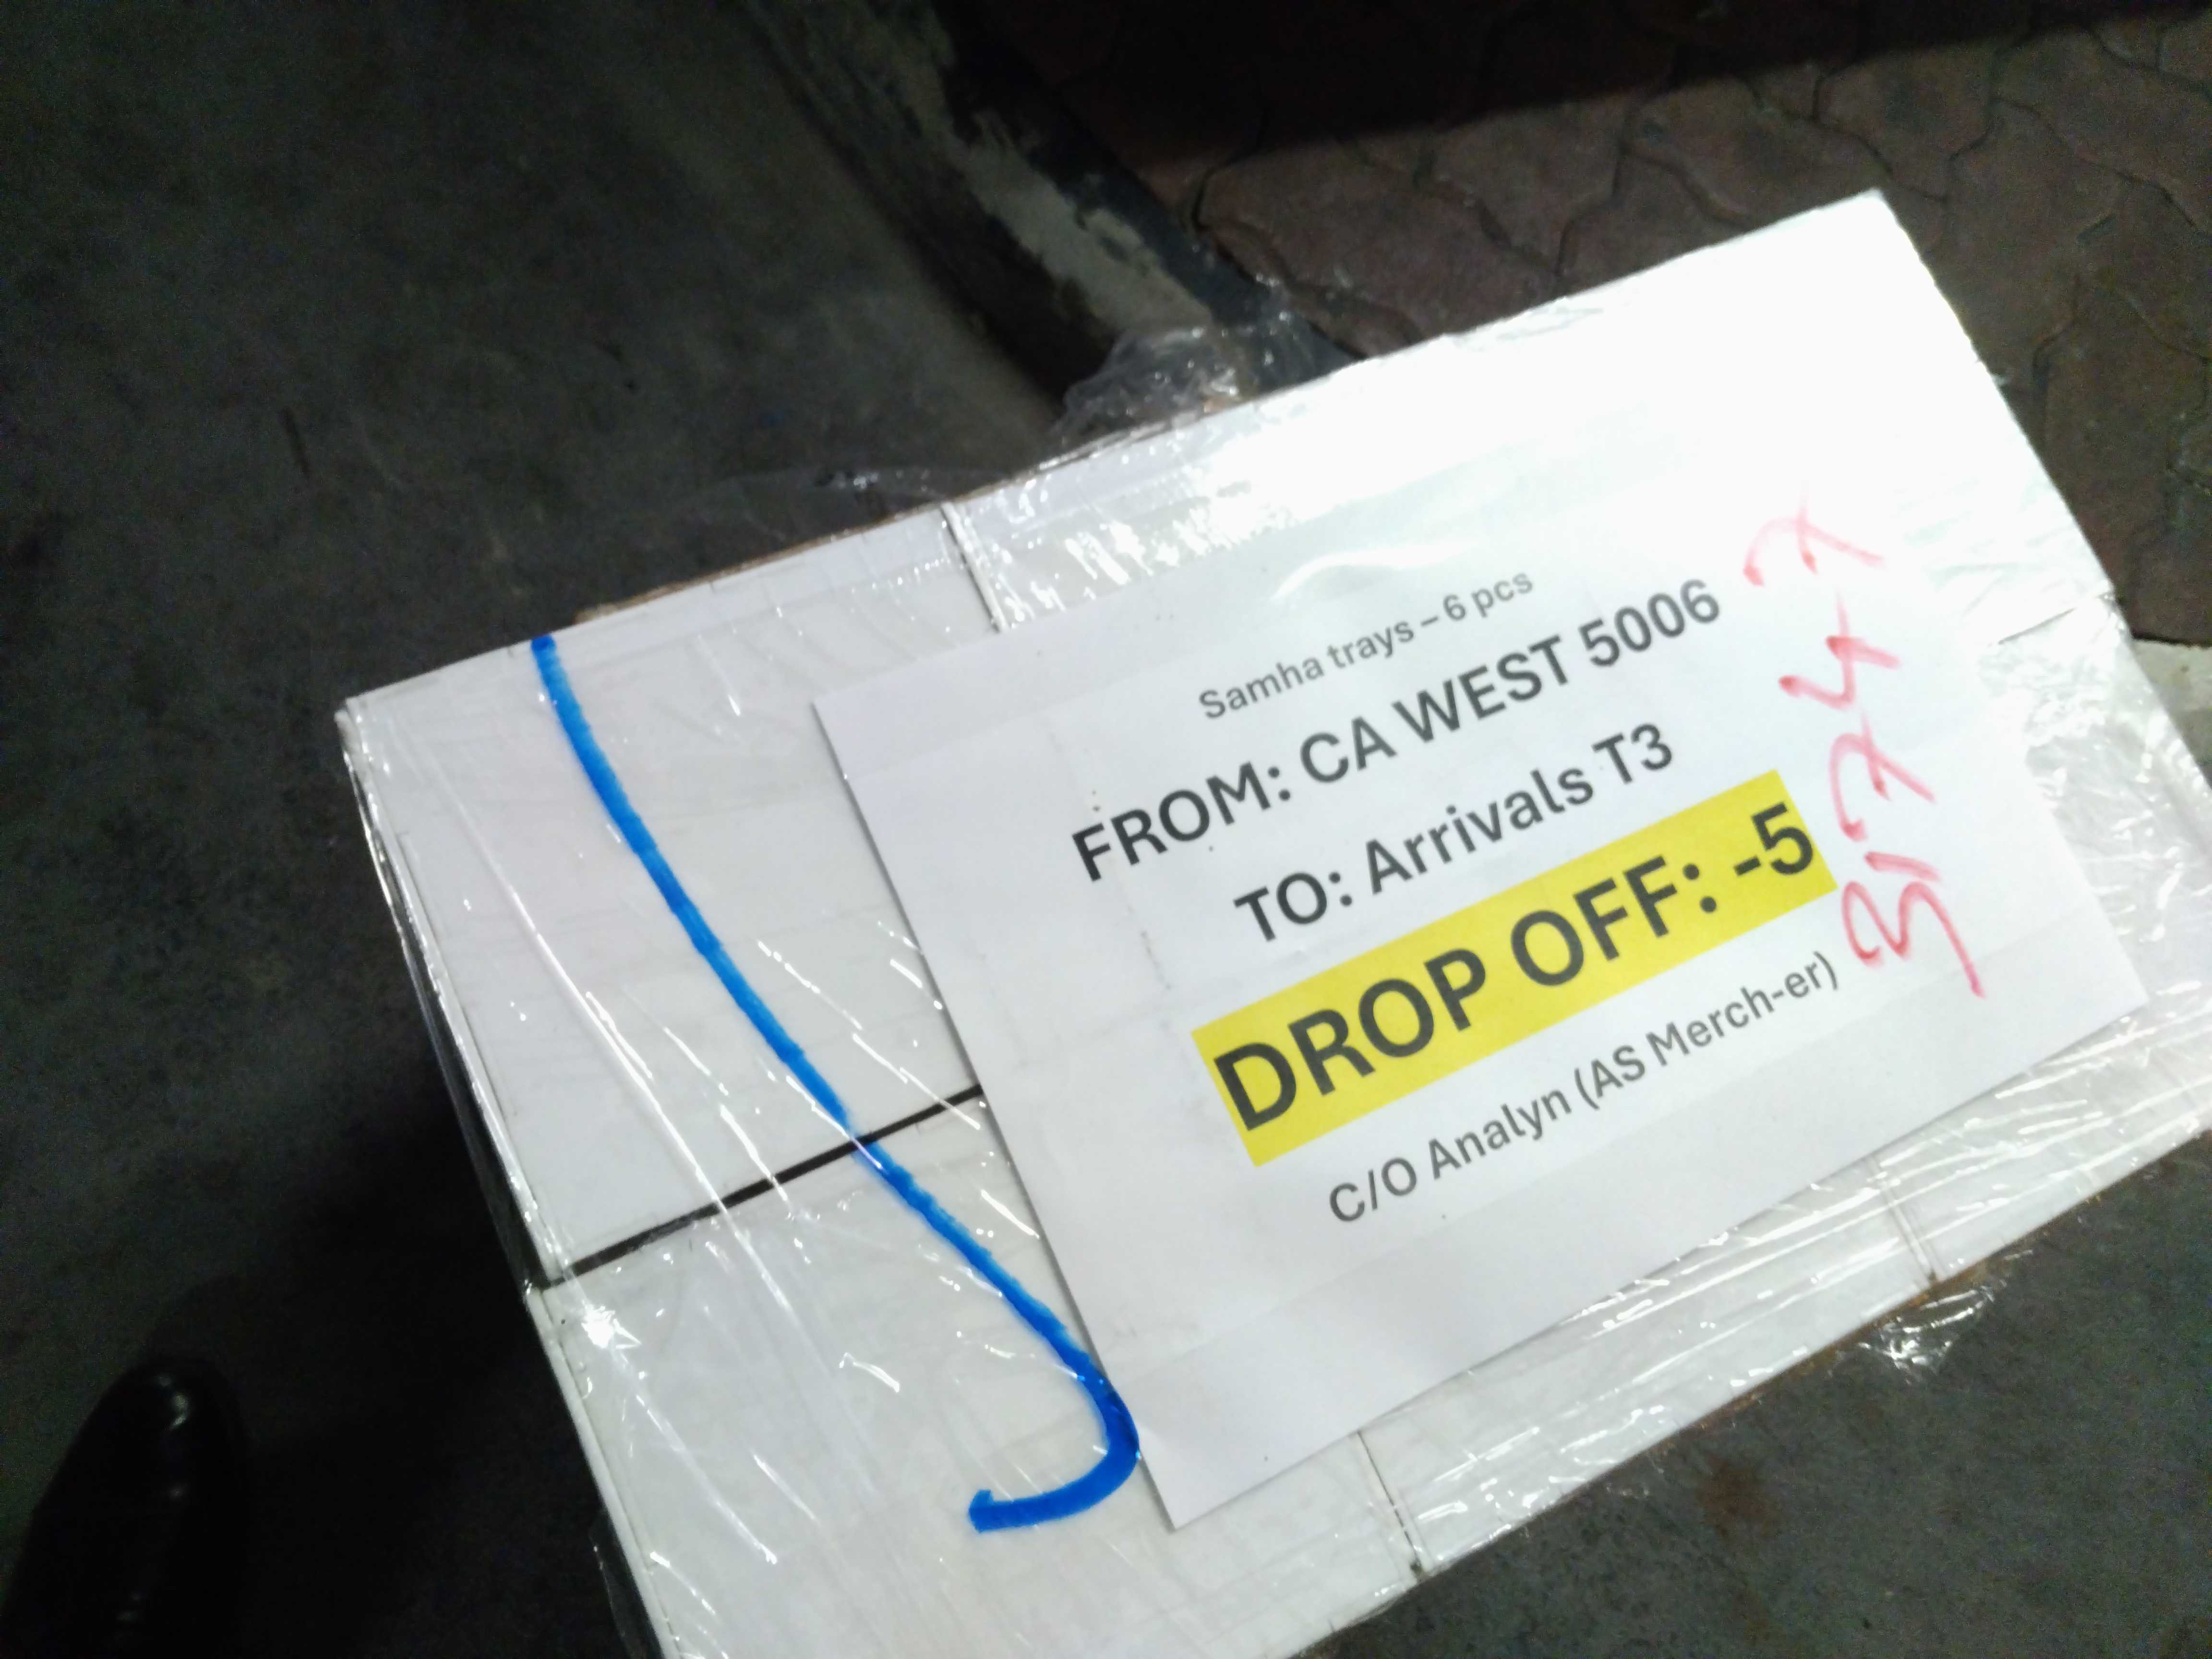 Samha trays – 6 pcs
FROM: CA WEST 5006
TO: Arrivals T3
DROP OFF: -5
C/O Analyn (AS Merch-er)